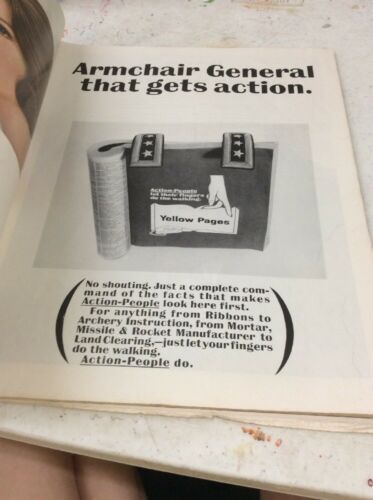 Armchair General
that gets action.
Action-People
let their fingers
do the walking.
Yellow Pages
No shouting. Just a complete com-
mand of the facts that makes
Action-People look here first.
For anything from Ribbons to
Archery Instruction, from Mortar,
Missile & Rocket Manufacturer to
Land Clearing,—just let your fingers
do the walking.
Action-People do.